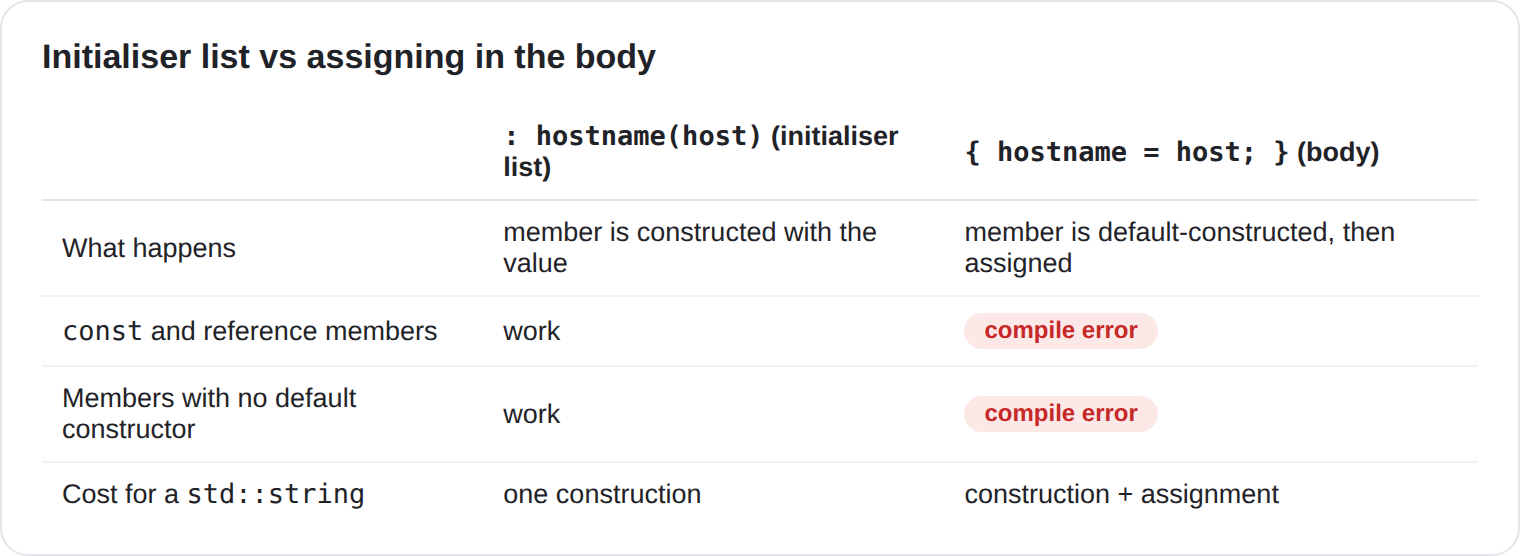 Initialiser list vs assigning in the body
: hostname(host) (initialiser
list)
{ hostname = host; } (body)
What happens
member is constructed with the
value
member is default-constructed, then
assigned
const and reference members
work
compile error
Members with no default
constructor
work
compile error
Cost for a std::string
one construction
construction + assignment